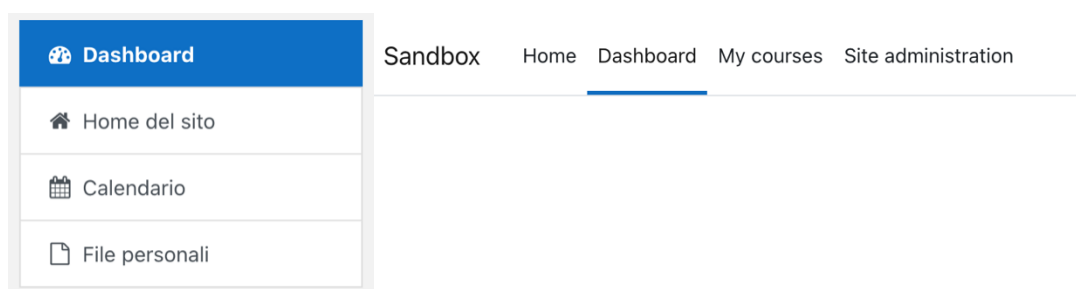 Dashboard
Home del sito
Calendario
File personali
Sandbox Home Dashboard My courses Site administration